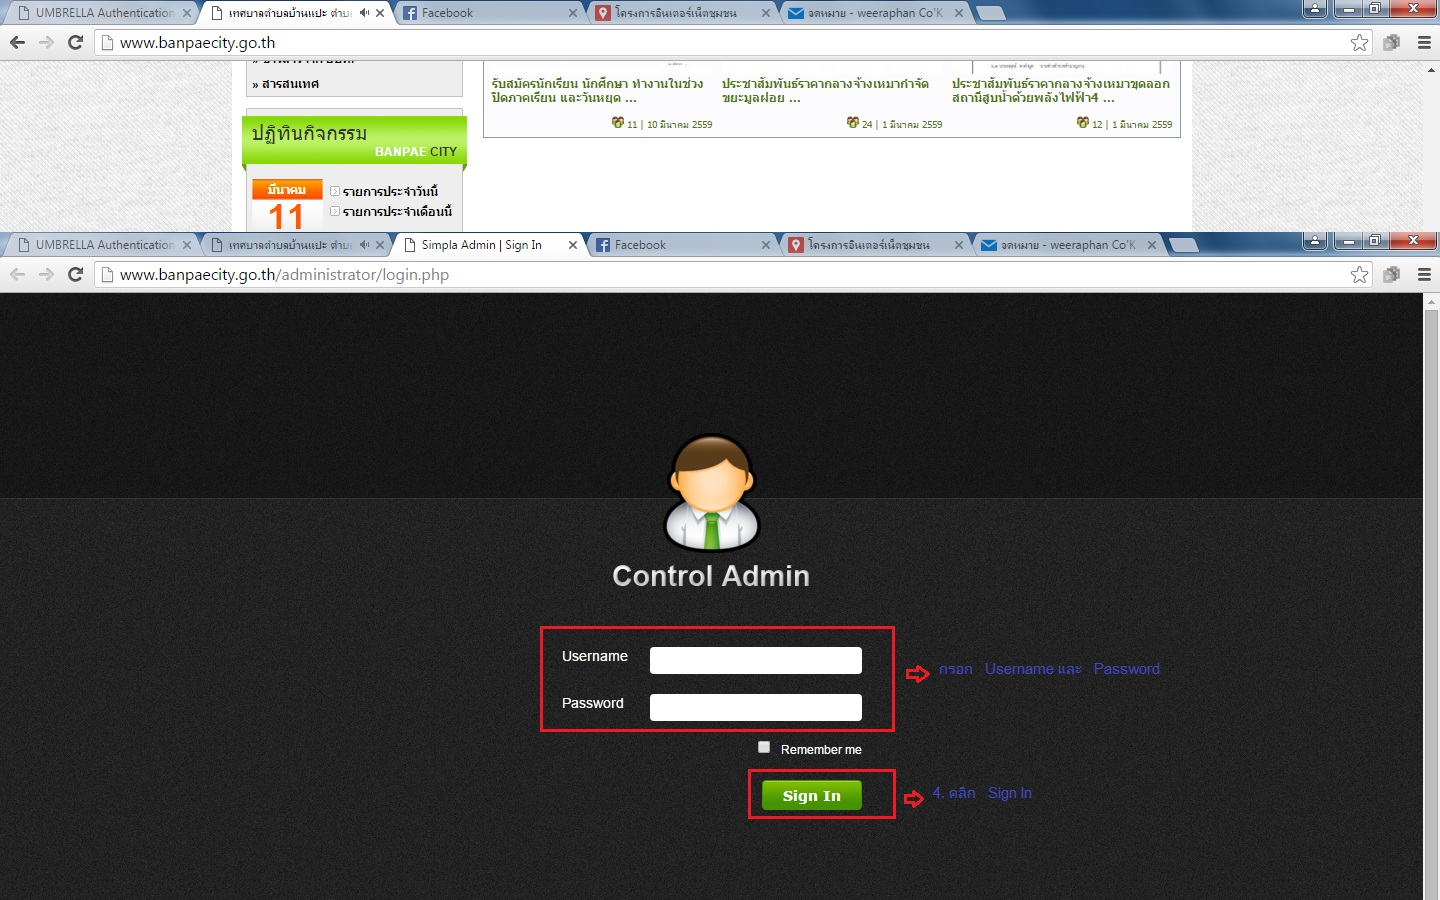 UMBRELLA Authentication
เทศบาลตำบลบ้านแปะ ตำบล
Facebook
โครงการอินเตอร์เน็ตชุมชน
จดหมาย - weeraphan Co'K
www.banpaecity.go.th
» สารสนเทศ
รับสมัครนักเรียน นักศึกษา ทำงานในช่วง
ปิดภาคเรียน และวันหยุด ...
11 | 10 มีนาคม 2559
ประชาสัมพันธ์ราคากลางจ้างเหมากำจัด
ขยะมูลฝอย ...
24 | 1 มีนาคม 2559
ประชาสัมพันธ์ราคากลางจ้างเหมาขุดลอก
สถานีสูบน้ำด้วยพลังไฟฟ้า4 ...
12 | 1 มีนาคม 2559
ปฏิทินกิจกรรม
BANPAE CITY
มีนาคม
11
รายการประจำวันนี้
รายการประจำเดือนนี้
UMBRELLA Authentication
เทศบาลตำบลบ้านแปะ ตำบล
Simpla Admin | Sign In
Facebook
โครงการอินเตอร์เน็ตชุมชน
จดหมาย - weeraphan Co'K
www.banpaecity.go.th/administrator/login.php
Control Admin
Username
Password
กรอก Username และ Password
Remember me
Sign In
4. คลิก Sign In